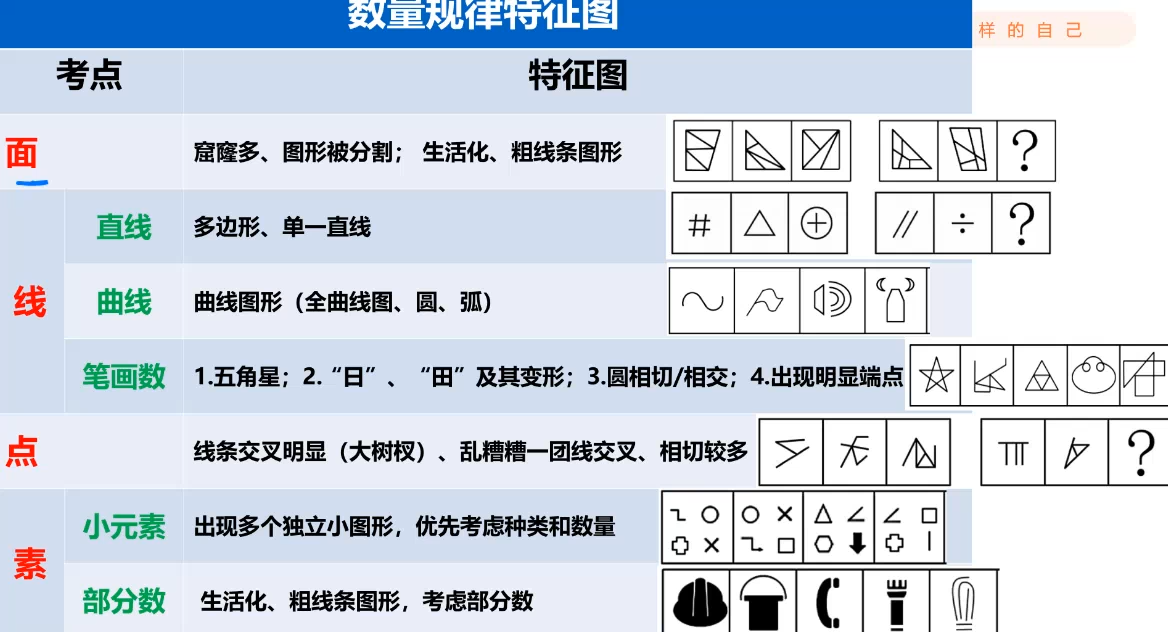 数量规律特征图
样的自己
考点 特征图
面 窟窿多、图形被分割； 生活化、粗线条图形
?
线
直线 多边形、单一直线
?
曲线 曲线图形（全曲线图、圆、弧）
笔画数 1.五角星；2.“日”、“田”及其变形；3.圆相切/相交；4.出现明显端点
点 线条交叉明显（大树杈）、乱糟糟一团线交叉、相切较多
?
素
小元素 出现多个独立小图形，优先考虑种类和数量
部分数 生活化、粗线条图形，考虑部分数